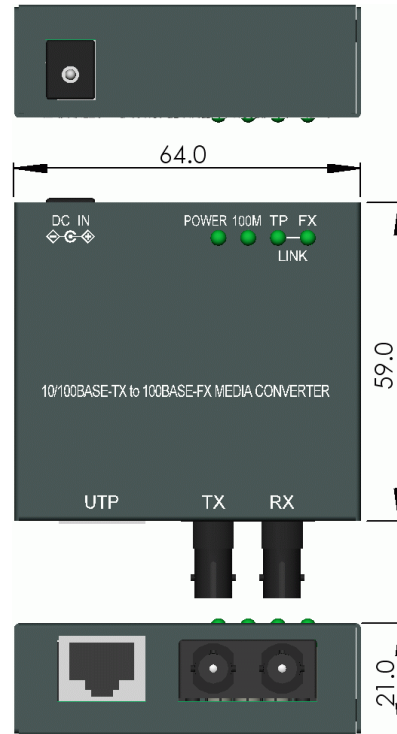 64.0
DC IN
POWER 100M TP FX
LINK
59.0
10/100BASE-TX to 100BASE-FX MEDIA CONVERTER
UTP TX RX
21.0